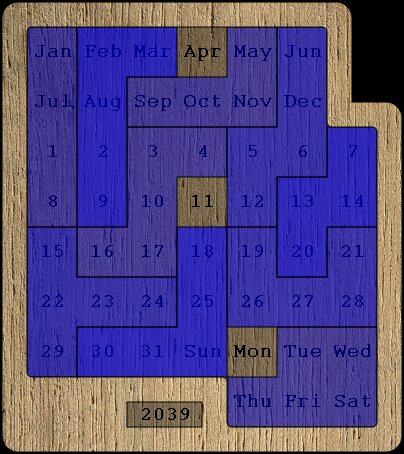 Jan Feb Mar Apr May Jun
Jul Aug Sep Oct Nov Dec
1 2 3 4 5 6 7
8 9 10 11 12 13 14
15 16 17 18 19 20 21
22 23 24 25 26 27 28
29 30 31 Sun Mon Tue Wed
Thu Fri Sat
2039